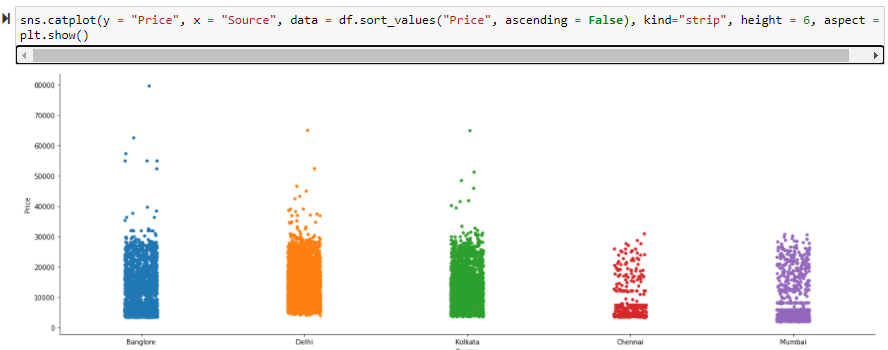 sns.catplot(y = "Price", x = "Source", data = df.sort_values("Price", ascending = False), kind="strip", height = 6, aspect =
plt.show()
80000
70000
60000
50000
40000
30000
20000
10000
0
Price
Banglore Delhi Kolkata Chennai Mumbai